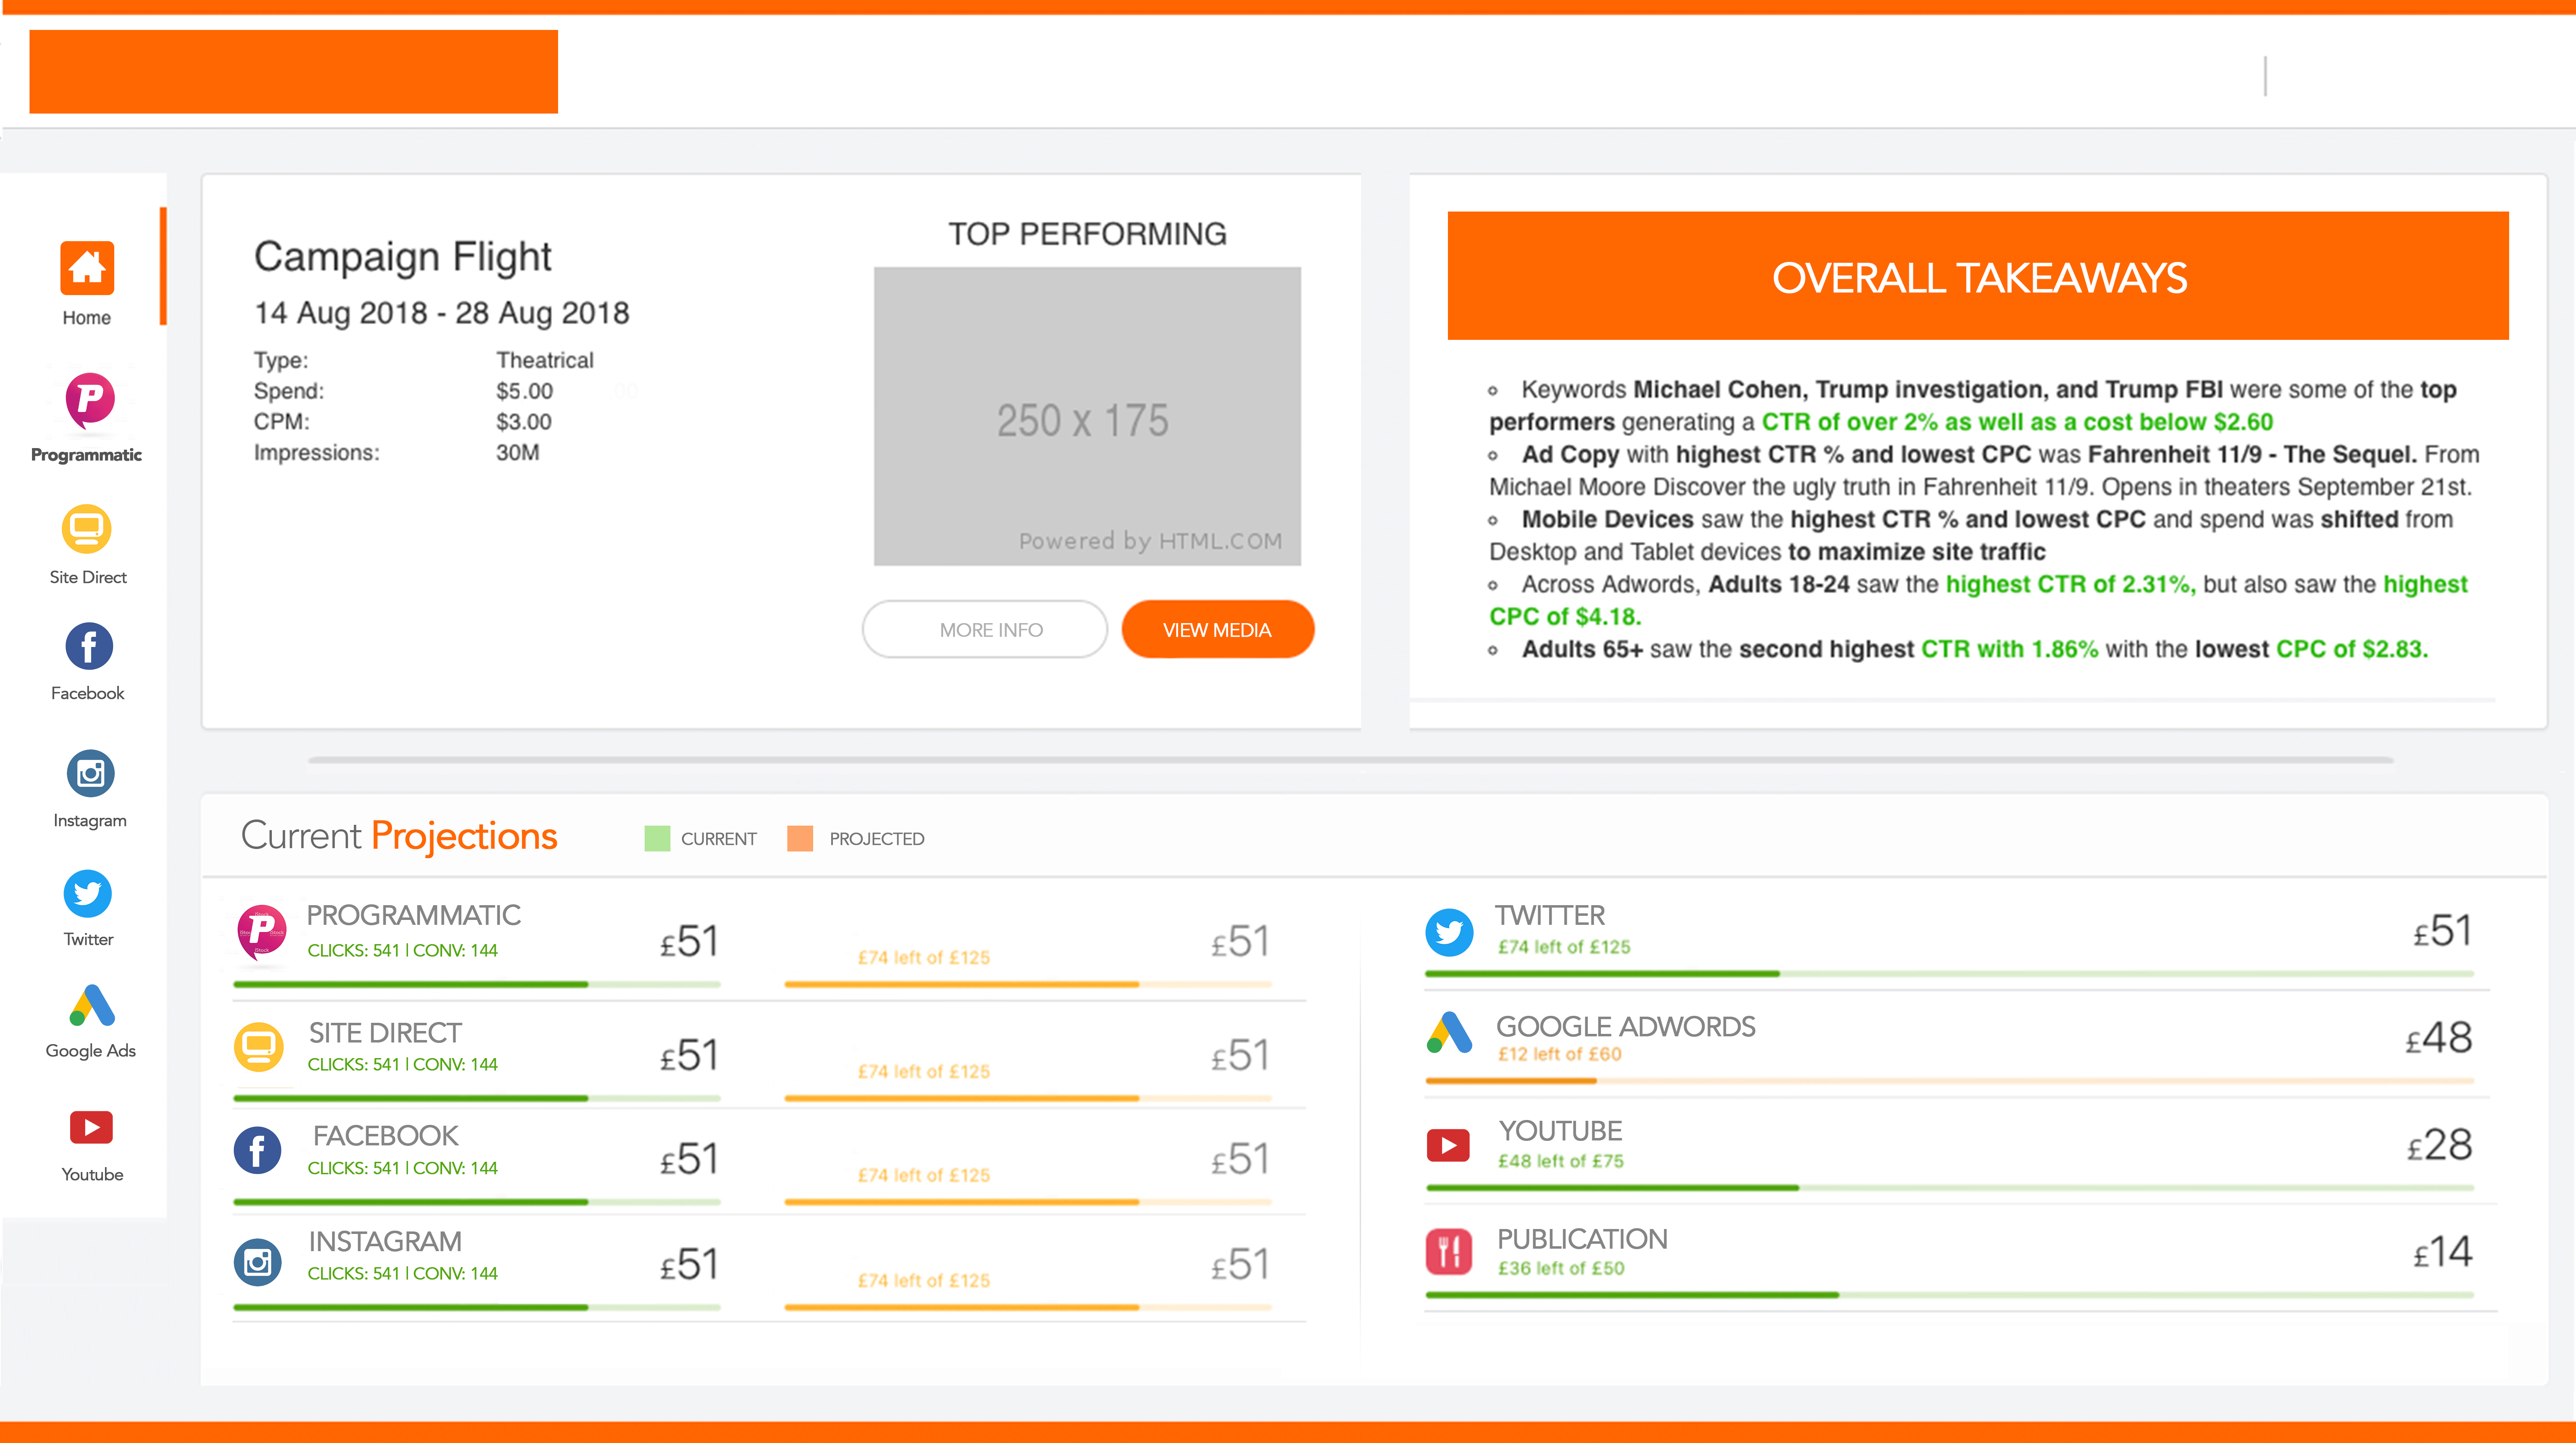 Home
Programmatic
Site Direct
Facebook
Instagram
Twitter
Google Ads
Youtube
Campaign Flight
14 Aug 2018 - 28 Aug 2018
Type: Theatrical
Spend: $5.00
CPM: $3.00
Impressions: 30M
TOP PERFORMING
250 x 175
Powered by HTML.COM
MORE INFO
VIEW MEDIA
OVERALL TAKEAWAYS
Keywords Michael Cohen, Trump investigation, and Trump FBI were some of the top
performers generating a CTR of over 2% as well as a cost below $2.60
Ad Copy with highest CTR % and lowest CPC was Fahrenheit 11/9 - The Sequel. From
Michael Moore Discover the ugly truth in Fahrenheit 11/9. Opens in theaters September 21st.
Mobile Devices saw the highest CTR % and lowest CPC and spend was shifted from
Desktop and Tablet devices to maximize site traffic
Across Adwords, Adults 18-24 saw the highest CTR of 2.31%, but also saw the highest
CPC of $4.18.
Adults 65+ saw the second highest CTR with 1.86% with the lowest CPC of $2.83.
Current Projections
CURRENT
PROJECTED
PROGRAMMATIC
CLICKS: 541 | CONV: 144
£51
£74 left of £125
£51
SITE DIRECT
CLICKS: 541 | CONV: 144
£51
£74 left of £125
£51
FACEBOOK
CLICKS: 541 | CONV: 144
£51
£74 left of £125
£51
INSTAGRAM
CLICKS: 541 | CONV: 144
£51
£74 left of £125
£51
TWITTER
£74 left of £125
£51
GOOGLE ADWORDS
£12 left of £60
£48
YOUTUBE
£48 left of £75
£28
PUBLICATION
£36 left of £50
£14